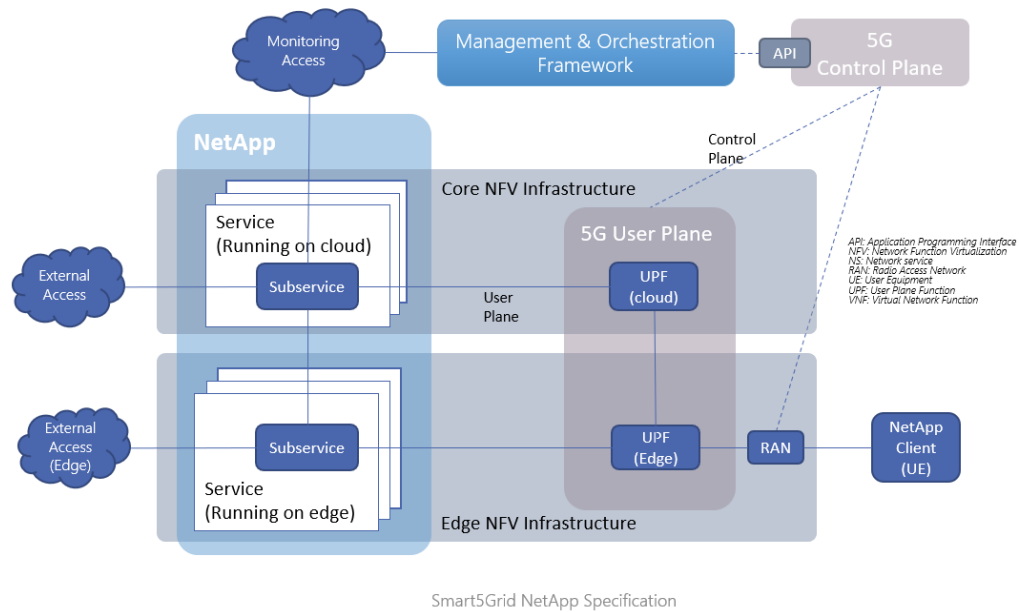 Monitoring
Access
Management & Orchestration
Framework
API
5G
Control Plane
NetApp
Control
Plane
Core NFV Infrastructure
Service
(Running on cloud)
5G User Plane
API: Application Programming Interface
NFV: Network Function Virtualization
NS: Network service
RAN: Radio Access Network
UE: User Equipment
UPF: User Plane Function
VNF: Virtual Network Function
External
Access
Subservice
User
Plane
UPF
(cloud)
External
Access
(Edge)
Subservice
UPF
(Edge)
RAN
NetApp
Client
(UE)
Service
(Running on edge)
Edge NFV Infrastructure
Smart5Grid NetApp Specification